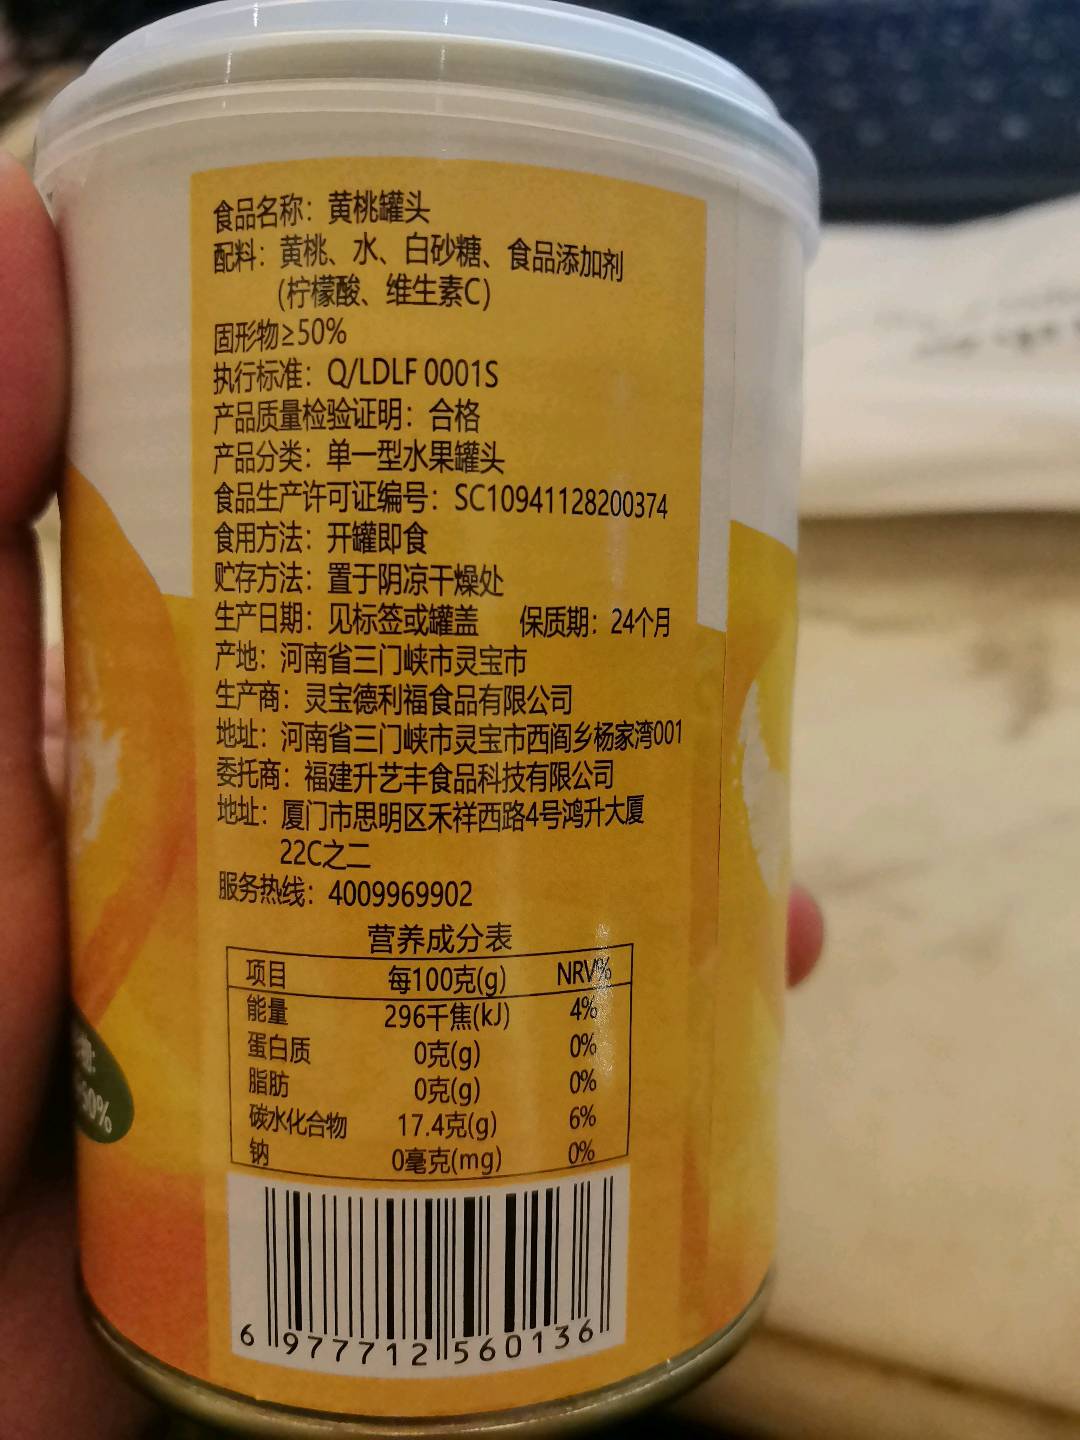 食品名称：黄桃罐头
配料：黄桃、水、白砂糖、食品添加剂
(柠檬酸、维生素C)
固形物≥50%
执行标准：Q/LDLF 0001S
产品质量检验证明：合格
产品分类：单一型水果罐头
食品生产许可证编号：SC10941128200374
食用方法：开罐即食
贮存方法：置于阴凉干燥处
生产日期：见标签或罐盖 保质期：24个月
产地：河南省三门峡市灵宝市
生产商：灵宝德利福食品有限公司
地址：河南省三门峡市灵宝市西阎乡杨家湾001
委托商：福建升艺丰食品科技有限公司
地址：厦门市思明区禾祥西路4号鸿升大厦
22C之二
服务热线：4009969902
营养成分表
项目 每100克(g) NRV%
能量 296千焦(kJ) 4%
蛋白质 0克(g) 0%
脂肪 0克(g) 0%
碳水化合物 17.4克(g) 6%
钠 0毫克(mg) 0%
6 977712 560136